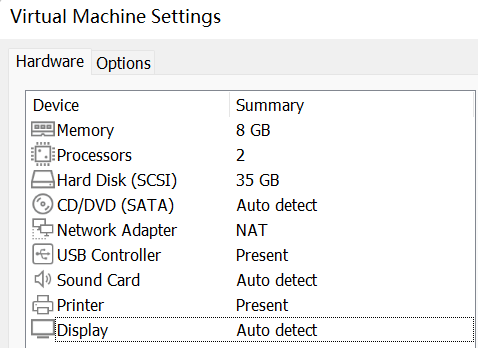 Virtual Machine Settings
Hardware Options
Device Summary
Memory 8 GB
Processors 2
Hard Disk (SCSI) 35 GB
CD/DVD (SATA) Auto detect
Network Adapter NAT
USB Controller Present
Sound Card Auto detect
Printer Present
Display Auto detect